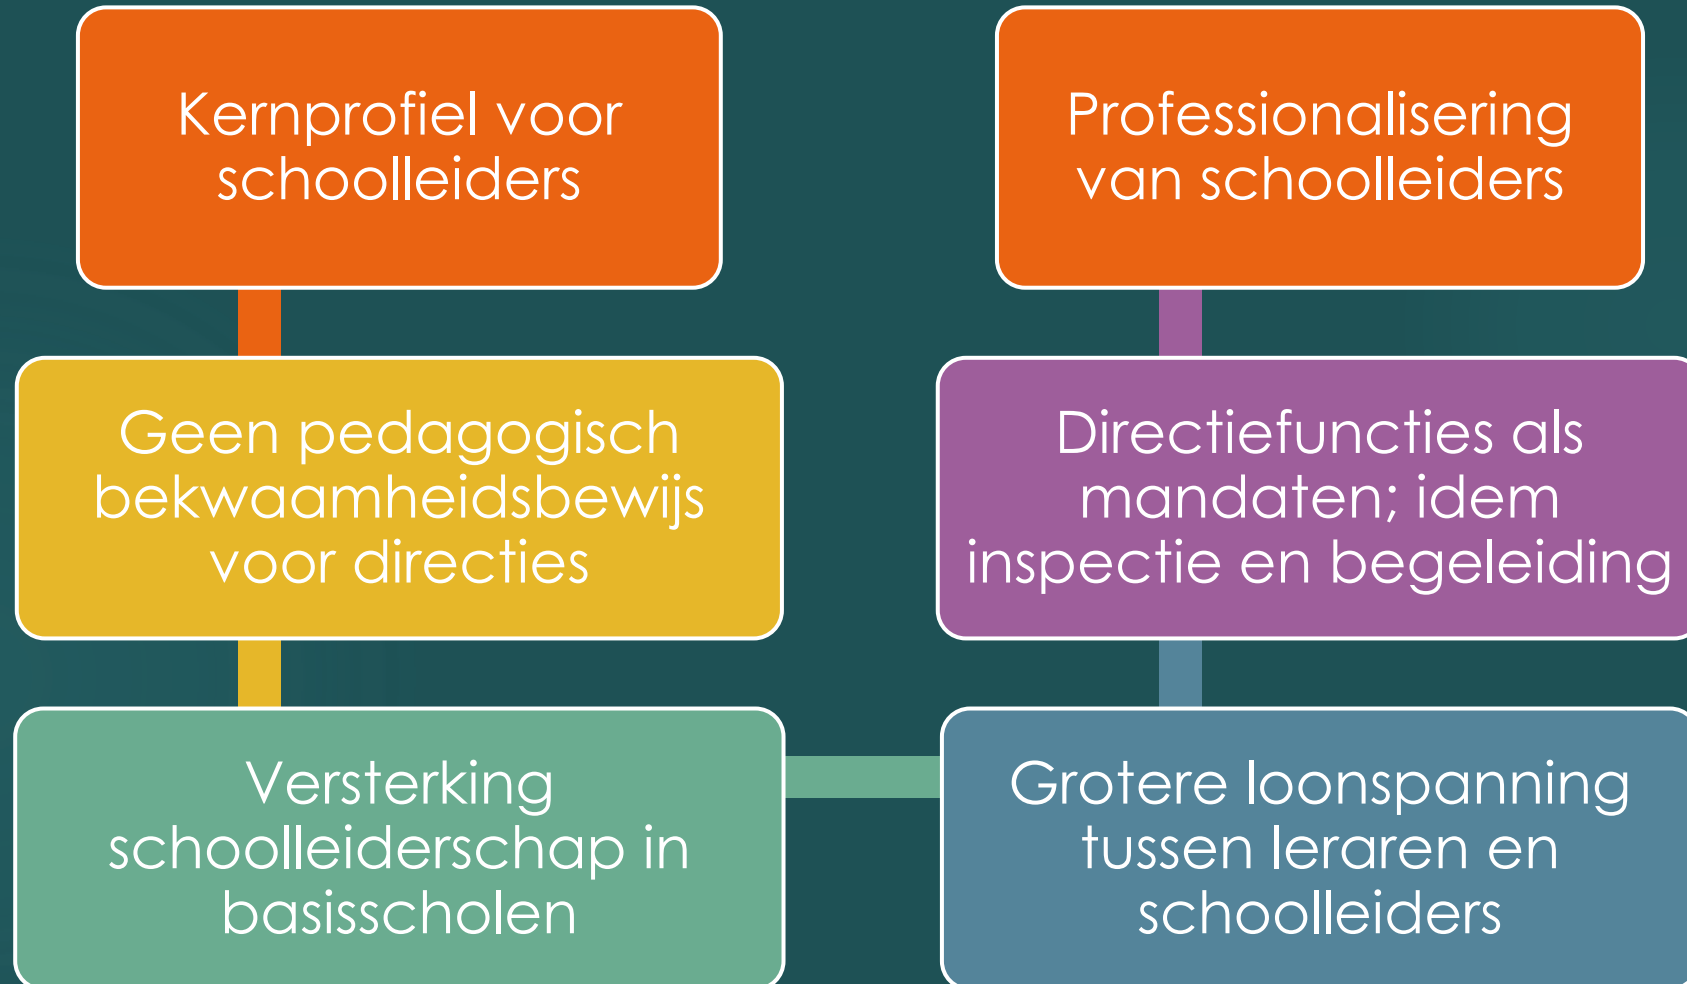 Kernprofiel voor
schoolleiders
Geen pedagogisch
bekwaamheidsbewijs
voor directies
Versterking
schoolleiderschap in
basisscholen
Grotere loonspanning
tussen leraren en
schoolleiders
Directiefuncties als
mandaten; idem
inspectie en begeleiding
Professionalisering
van schoolleiders